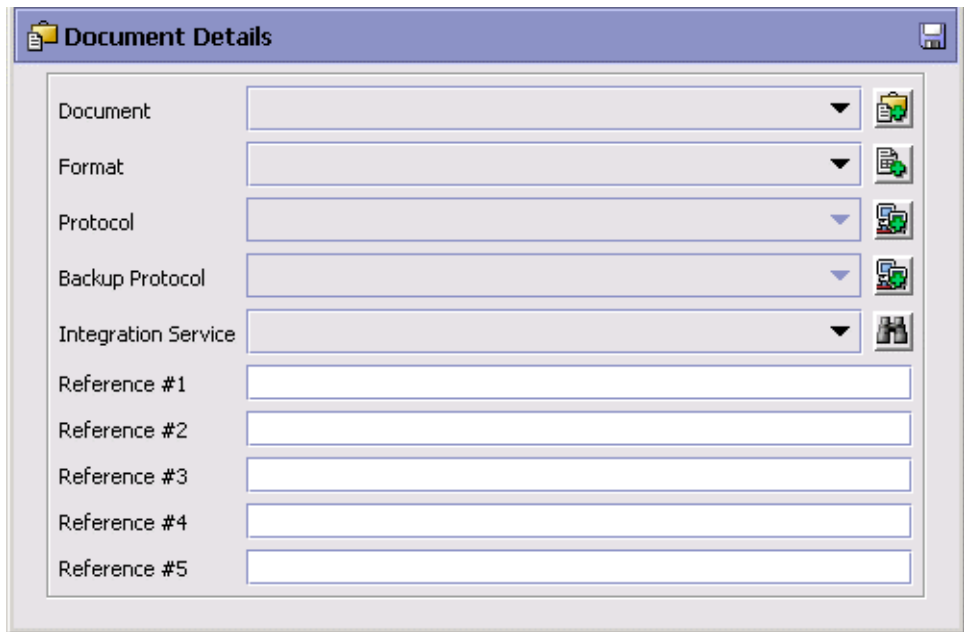 Document Details
Document
Format
Protocol
Backup Protocol
Integration Service
Reference #1
Reference #2
Reference #3
Reference #4
Reference #5